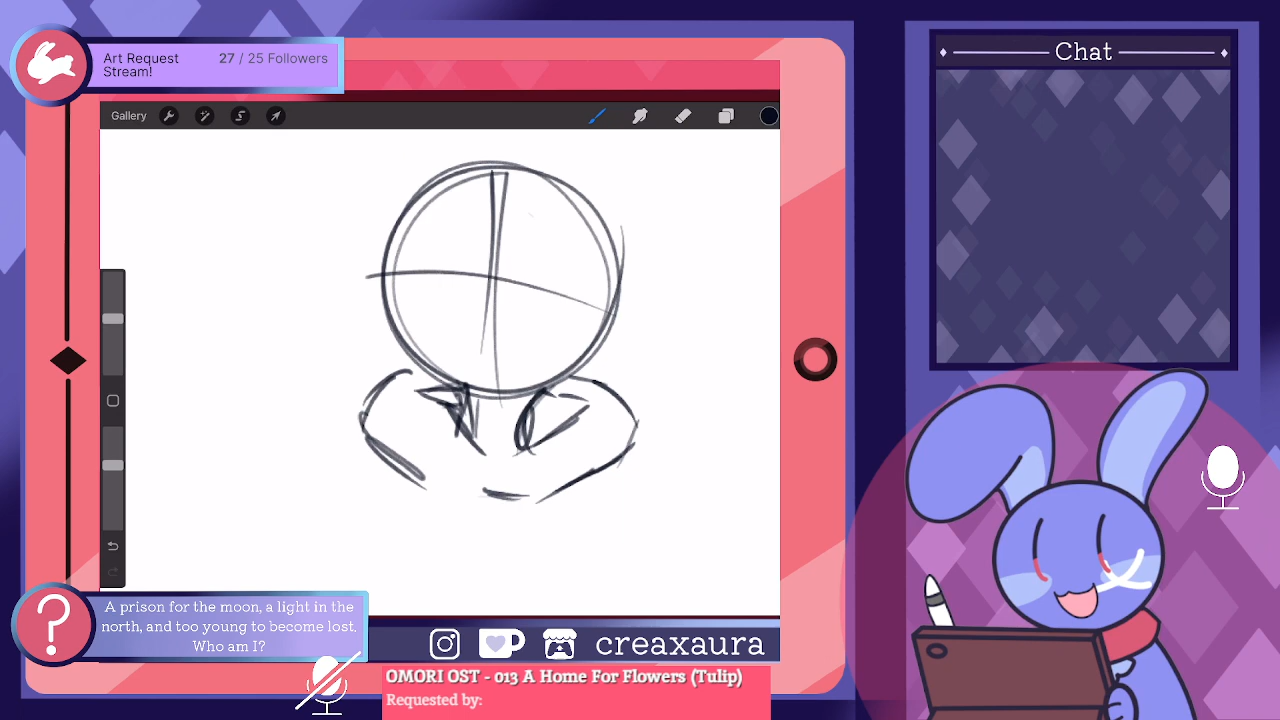 Art Request
Stream!
27 / 25 Followers
Chat
Gallery
A prison for the moon, a light in the
north, and too young to become lost.
Who am I?
creaxaura
OMORI OST - 013 A Home For Flowers (Tulip)
Requested by: